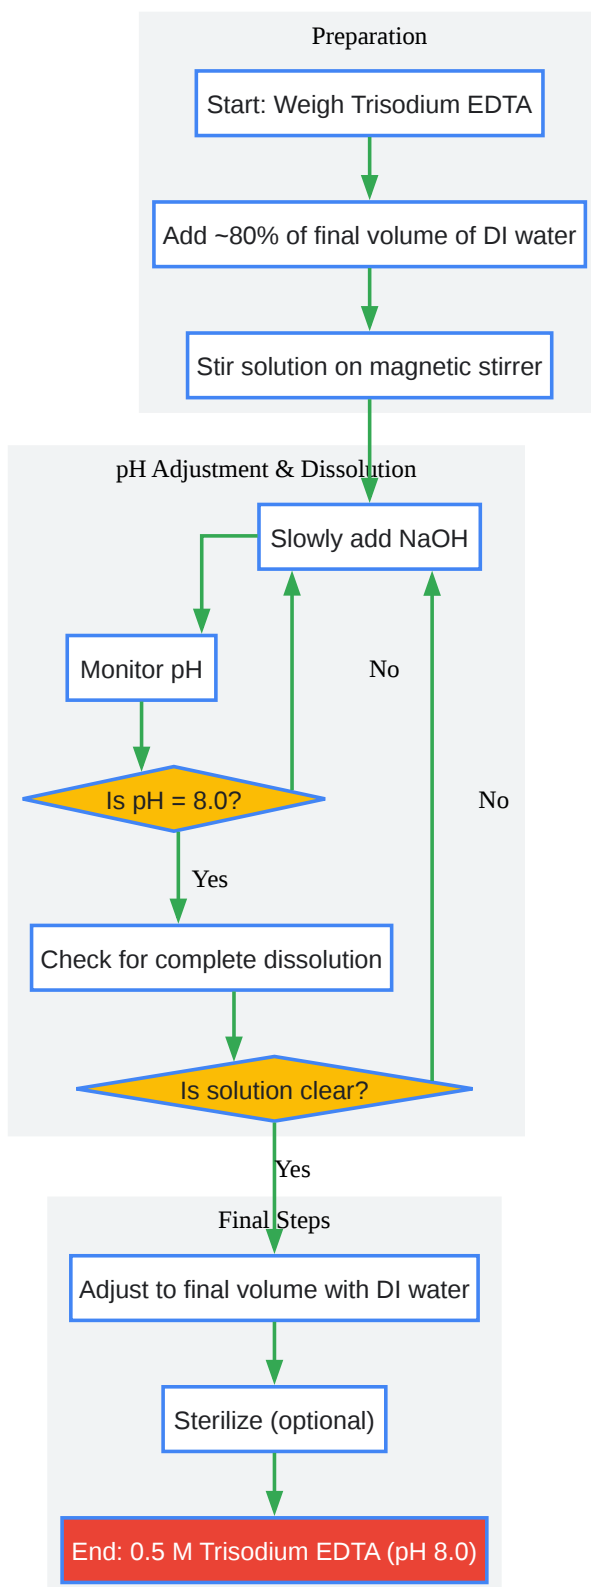 Preparation
Start: Weigh Trisodium EDTA
Add ~80% of final volume of DI water
Stir solution on magnetic stirrer
pH Adjustment & Dissolution
Slowly add NaOH
Monitor pH
No
Is pH = 8.0?
No
Yes
Check for complete dissolution
Is solution clear?
Yes
Final Steps
Adjust to final volume with DI water
Sterilize (optional)
End: 0.5 M Trisodium EDTA (pH 8.0)